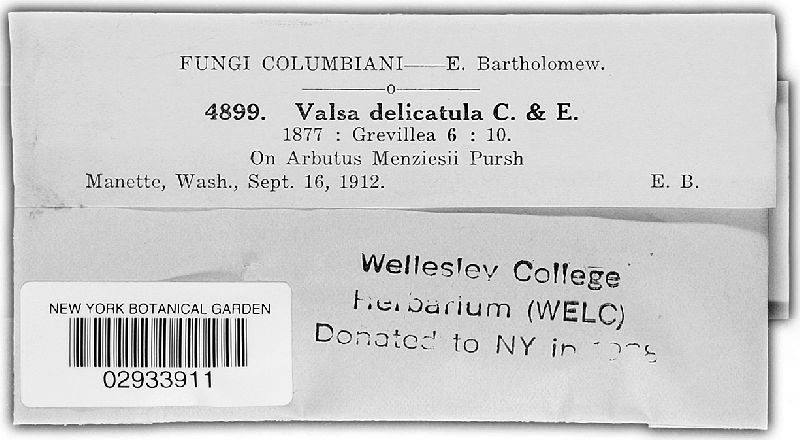 FUNGI COLUMBIANI——E. Bartholomew.
4899. Valsa delicatula C. & E.
1877 : Grevillea 6 : 10.
On Arbutus Menziesii Pursh
Manette, Wash., Sept. 16, 1912. E. B.
Wellesley College
Herbarium (WELC)
Donated to NY in
NEW YORK BOTANICAL GARDEN
02933911